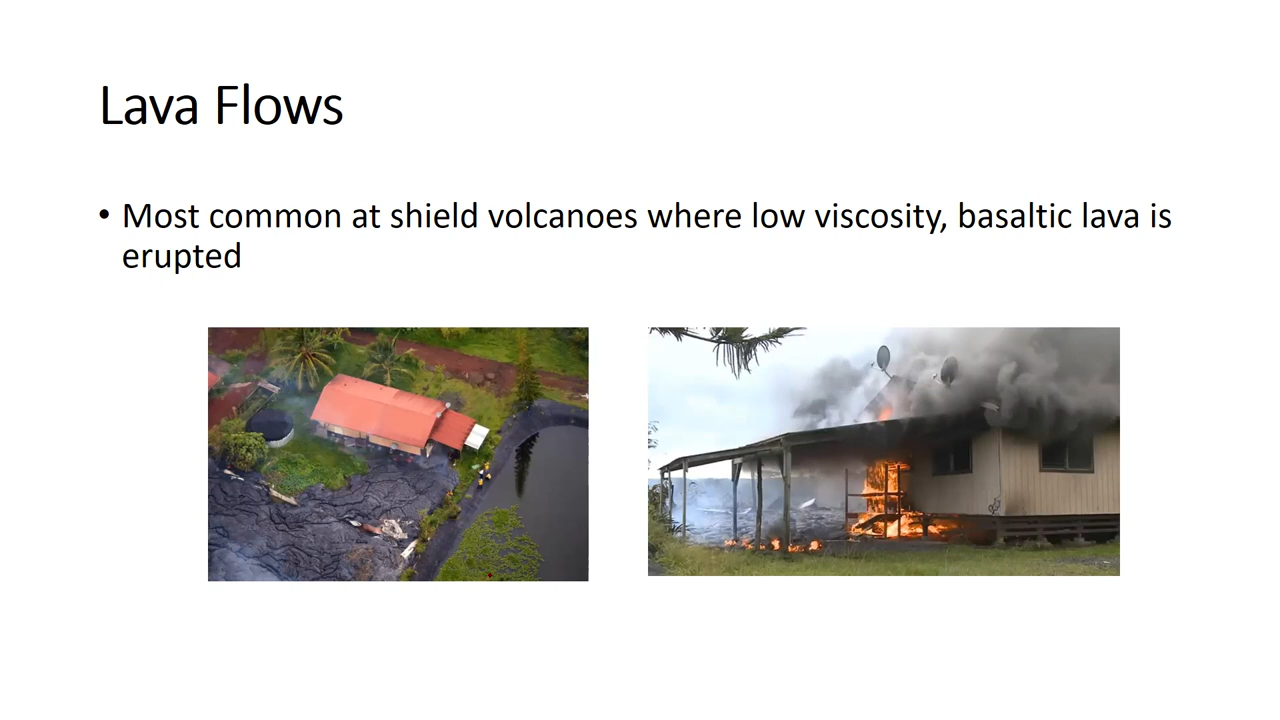 Lava Flows
• Most common at shield volcanoes where low viscosity, basaltic lava is
erupted